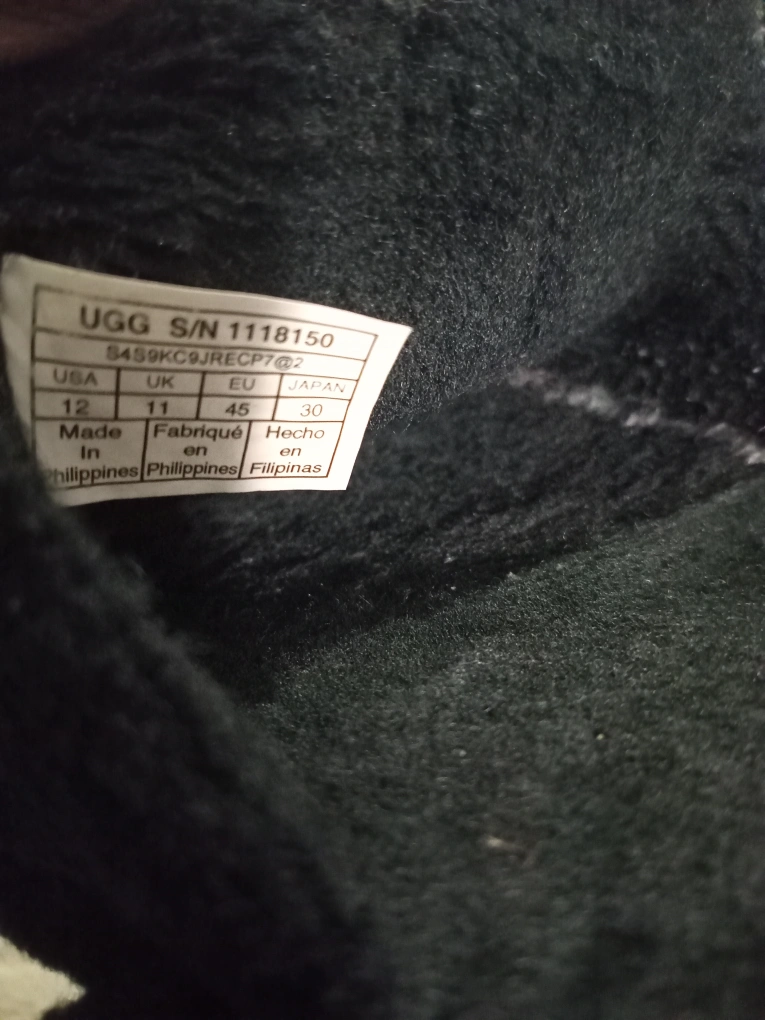 UGG S/N 1118150
S4S9KC9JRECP7@2
USA UK EU JAPAN
12 11 45 30
Made Fabriqué Hecho
In en en
Philippines Philippines Filipinas